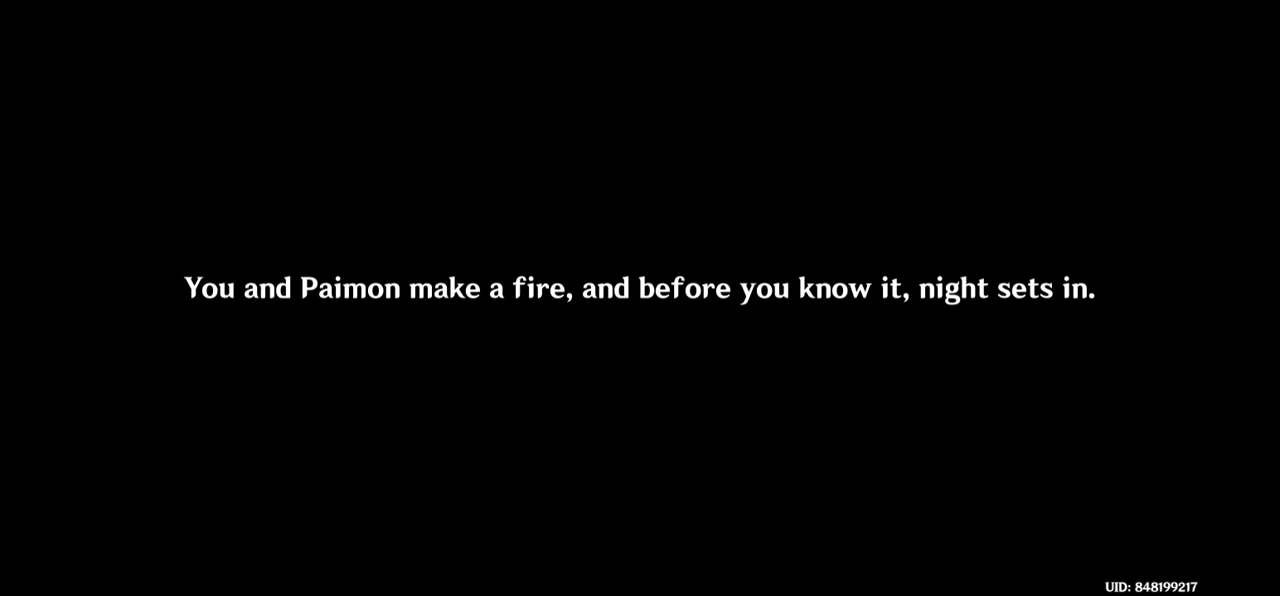 You and Paimon make a fire, and before you know it, night sets in.
UID: 848199217